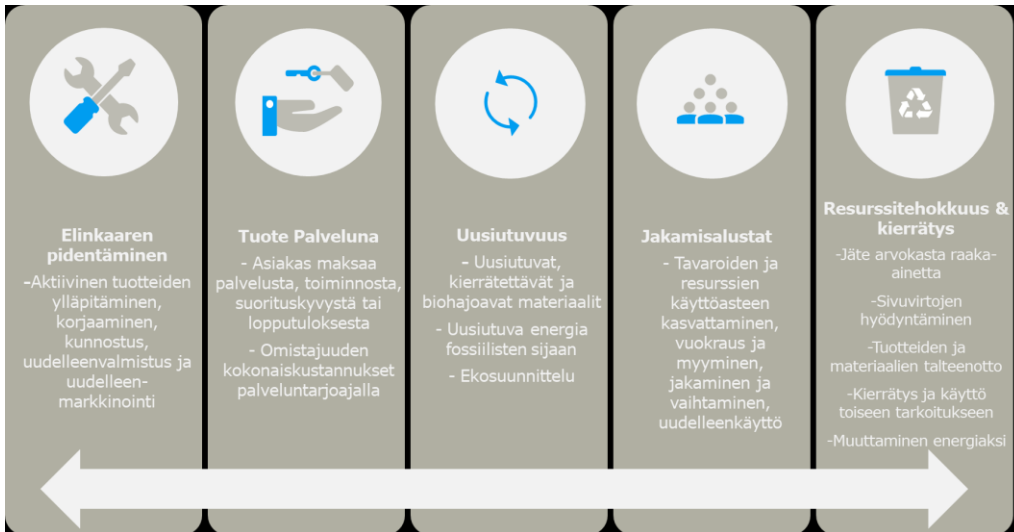 Elinkaaren
pidentäminen
-Aktiivinen tuotteiden
ylläpitäminen,
korjaaminen,
kunnostus,
uudelleenvalmistus ja
uudelleen-
markkinointi
Tuote Palveluna
- Asiakas maksaa
palvelusta, toiminnosta,
suorituskyvystä tai
lopputuloksesta
- Omistajuuden
kokonaiskustannukset
palveluntarjoajalla
Uusiutuvuus
- Uusiutuvat,
kierrätettävät ja
biohajoavat materiaalit
- Uusiutuva energia
fossiilisten sijaan
- Ekosuunnittelu
Jakamisalustat
- Tavaroiden ja
resurssien
käyttöasteen
kasvattaminen,
vuokraus ja
myyminen,
jakaminen ja
vaihtaminen,
uudelleenkäyttö
Resurssitehokkuus &
kierrätys
-Jäte arvokasta raaka-
ainetta
-Sivuvirtojen
hyödyntäminen
-Tuotteiden ja
materiaalien talteenotto
-Kierrätys ja käyttö
toiseen tarkoitukseen
-Muuttaminen energiaksi